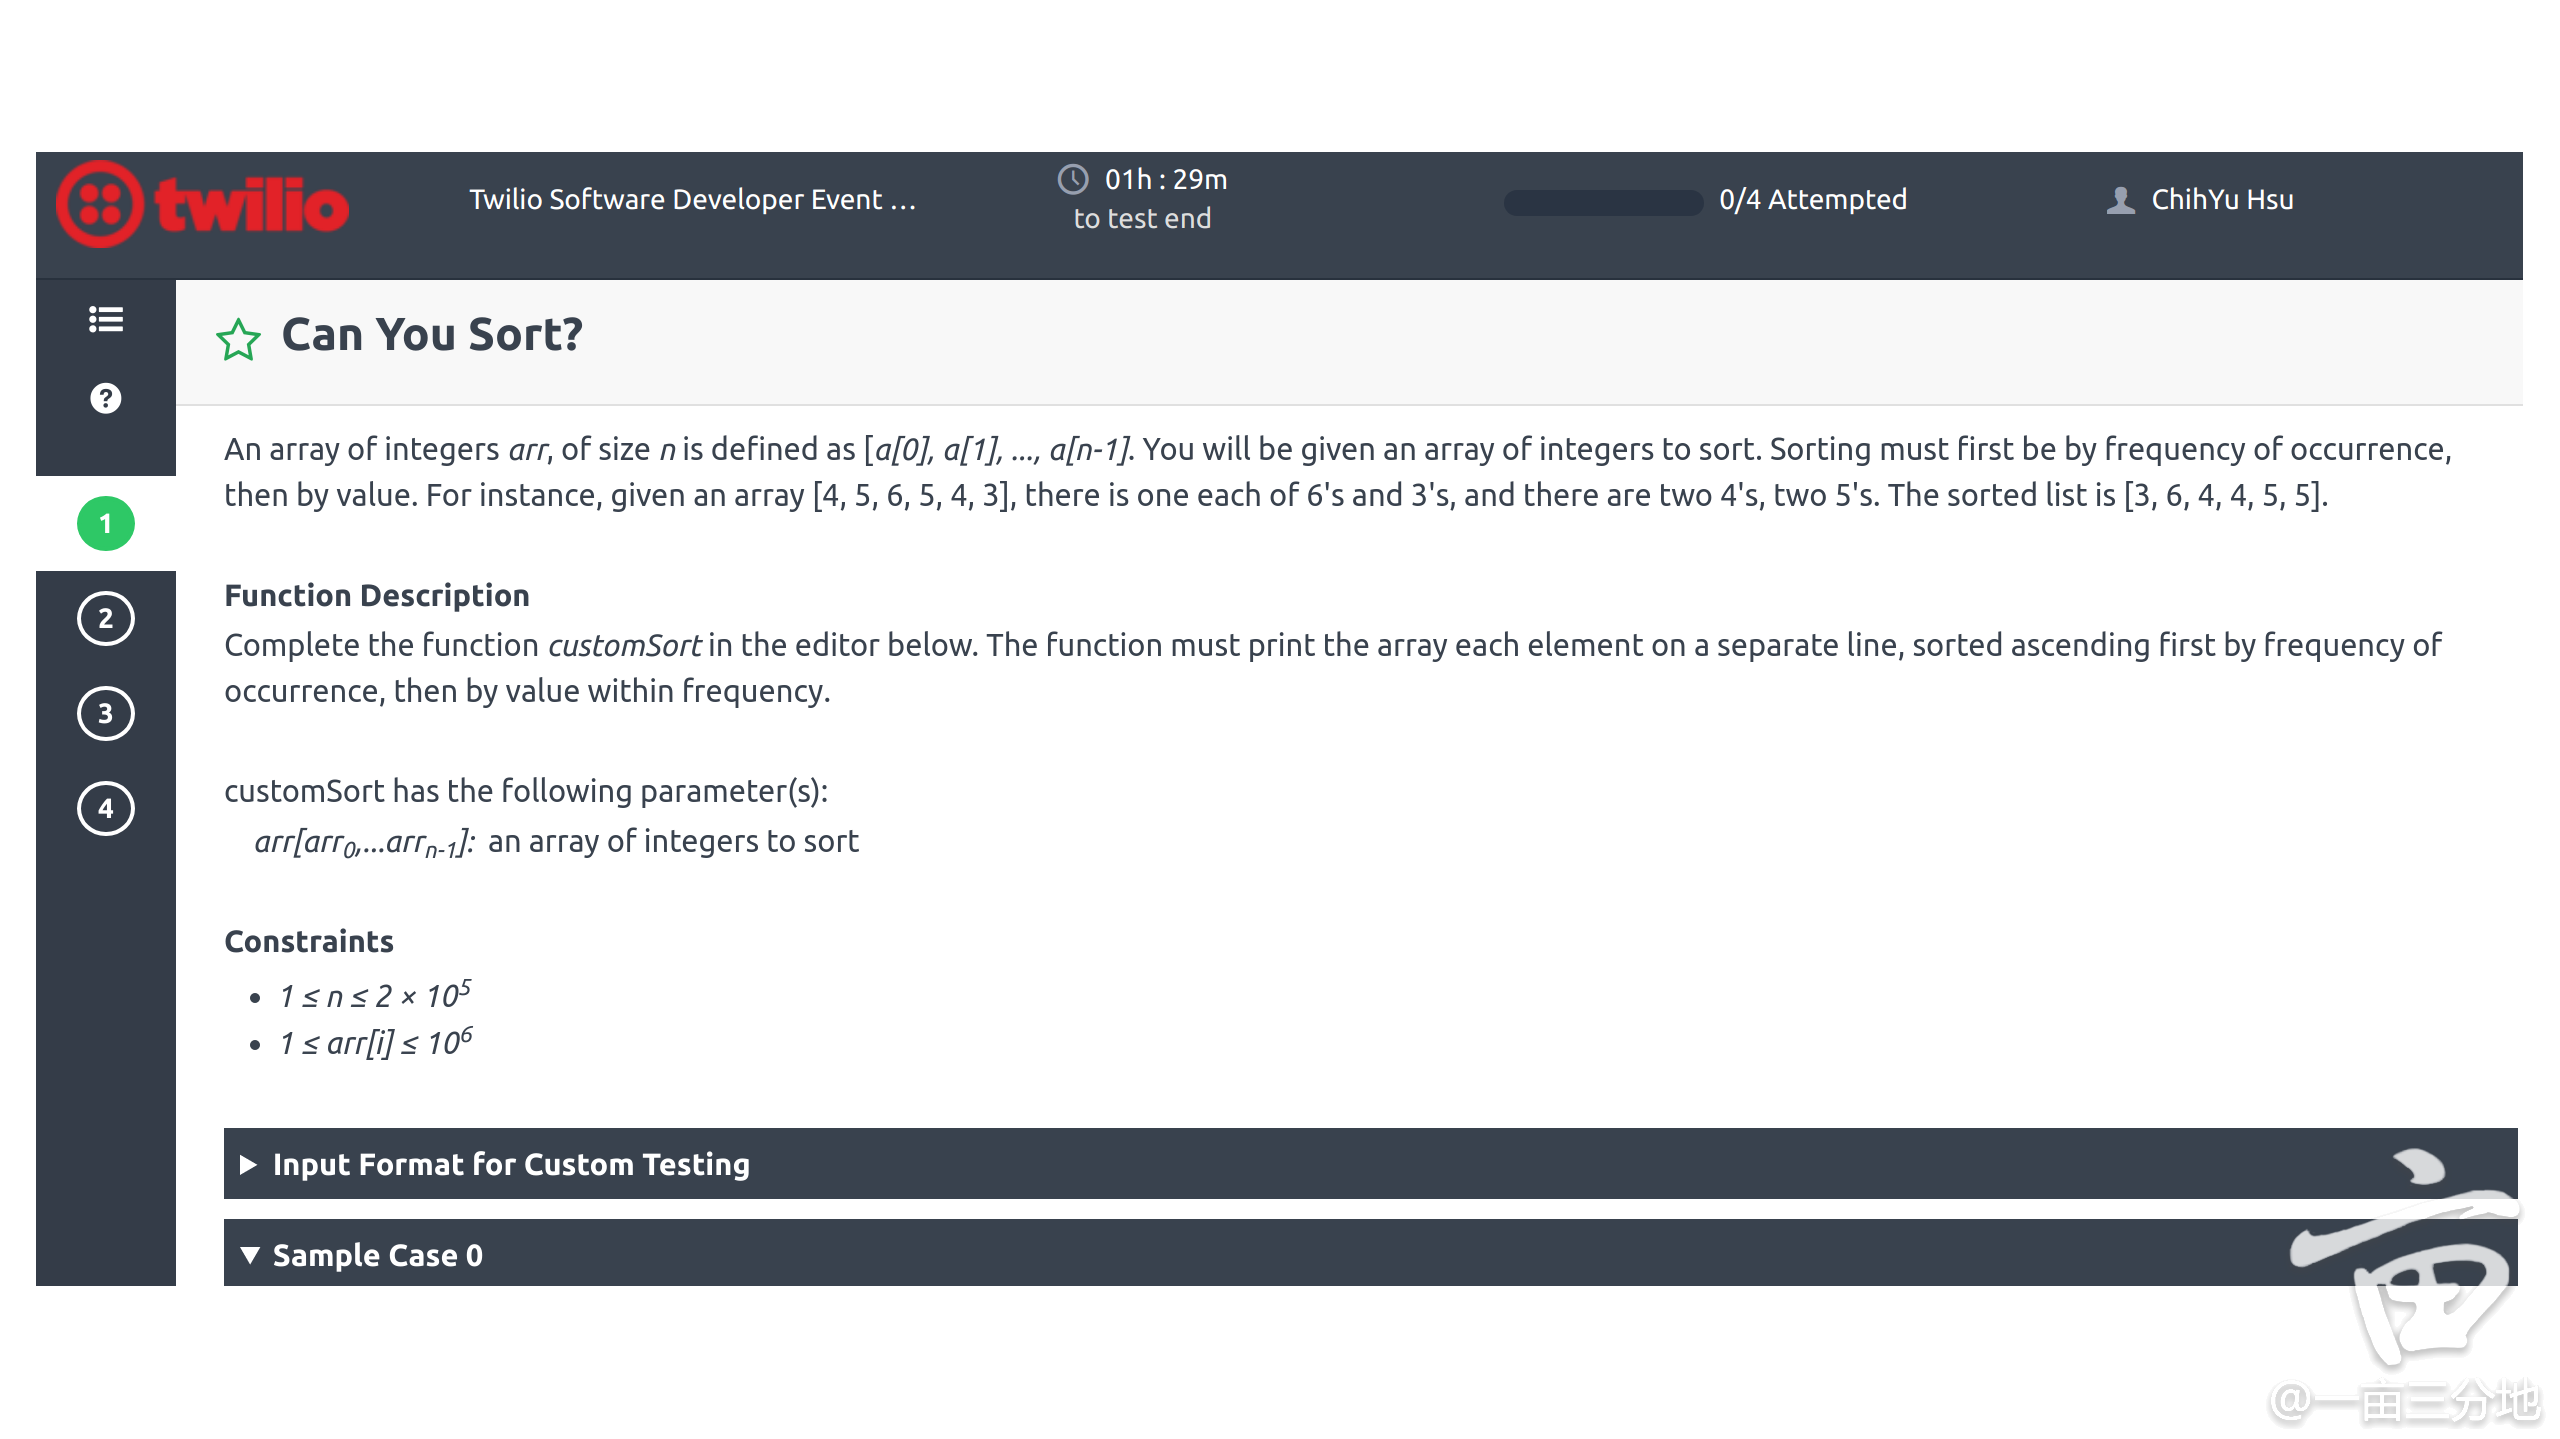 twilio
Twilio Software Developer Event ...
01h : 29m
to test end
0/4 Attempted
ChihYu Hsu
?
1
2
3
4
Can You Sort?
An array of integers arr, of size n is defined as [a[0], a[1], ..., a[n-1]. You will be given an array of integers to sort. Sorting must first be by frequency of occurrence,
then by value. For instance, given an array [4, 5, 6, 5, 4, 3], there is one each of 6's and 3's, and there are two 4's, two 5's. The sorted list is [3, 6, 4, 4, 5, 5].
Function Description
Complete the function customSort in the editor below. The function must print the array each element on a separate line, sorted ascending first by frequency of
occurrence, then by value within frequency.
customSort has the following parameter(s):
arr[arr0,...arrn-1]: an array of integers to sort
Constraints
• 1 ≤ n ≤ 2 × 10^5
• 1 ≤ arr[i] ≤ 10^6
Input Format for Custom Testing
Sample Case 0
亩
@一亩三分地